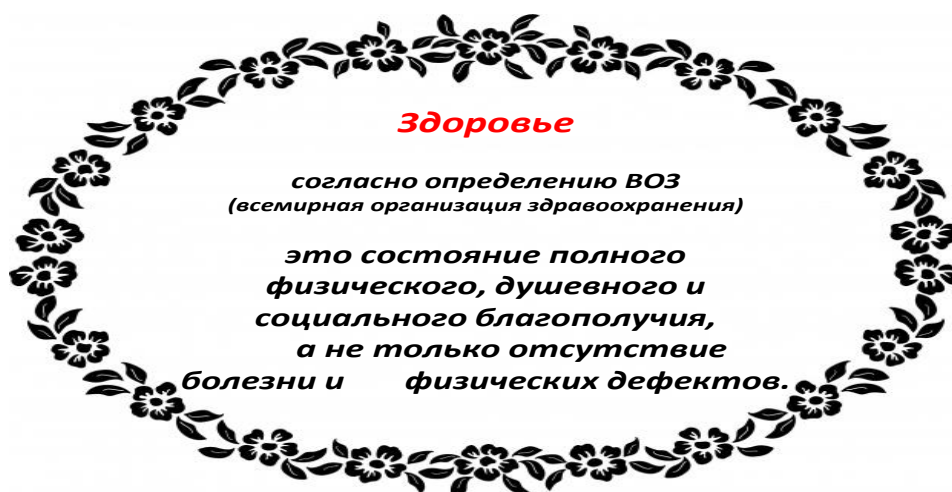 Здоровье
согласно определению ВОЗ
(всемирная организация здравоохранения)
это состояние полного
физического, душевного и
социального благополучия,
а не только отсутствие
болезни и физических дефектов.